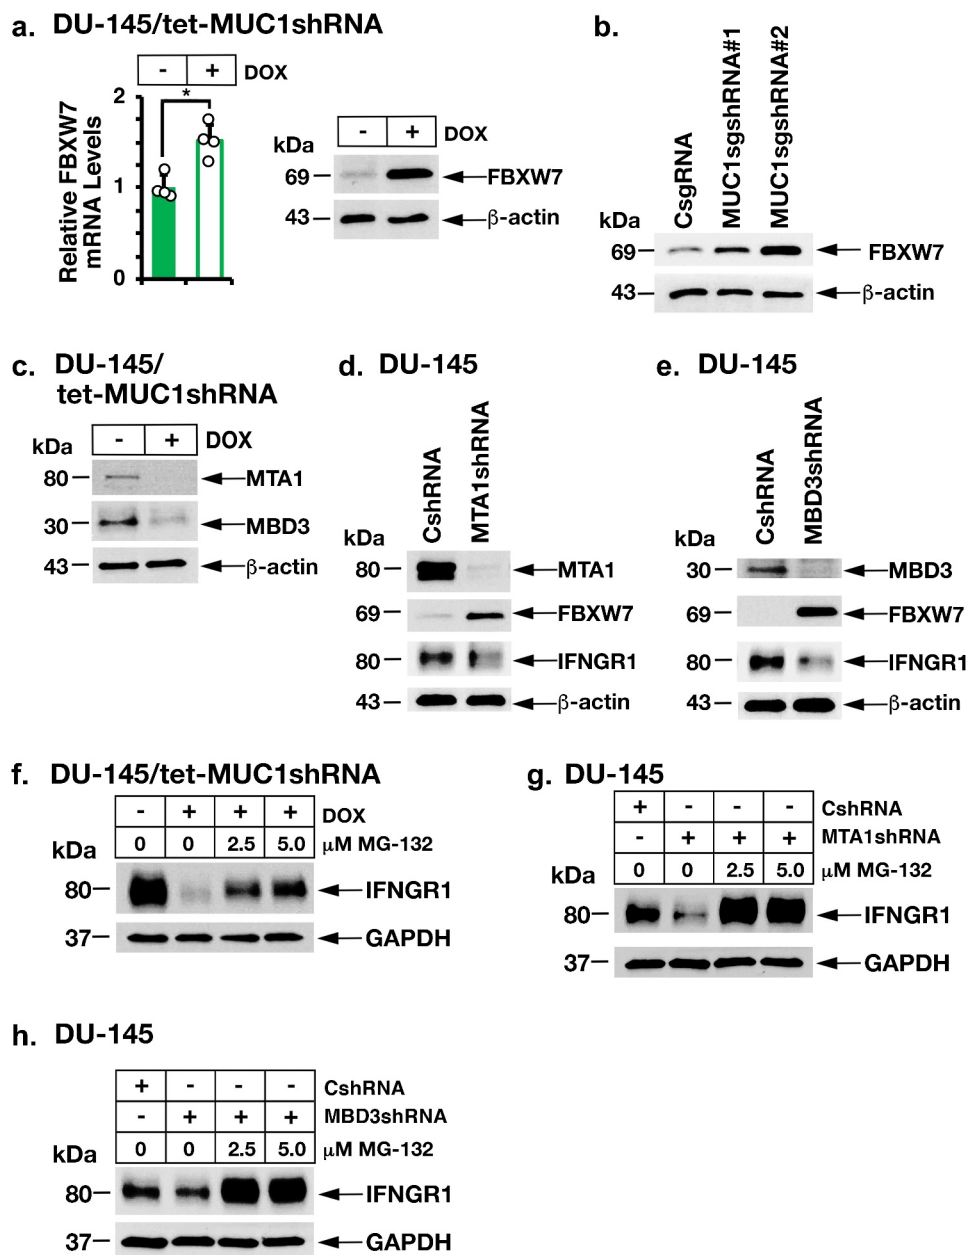 a. DU-145/tet-MUC1shRNA
- + DOX
*
2
1
0
Relative FBXW7
mRNA Levels
- + DOX
kDa
69 FBXW7
43 β-actin
b.
CsgRNA
MUC1sgshRNA#1
MUC1sgshRNA#2
kDa
69 FBXW7
43 β-actin
c. DU-145/
tet-MUC1shRNA
- + DOX
kDa
80 MTA1
30 MBD3
43 β-actin
d. DU-145
CshRNA
MTA1shRNA
kDa
80 MTA1
69 FBXW7
80 IFNGR1
43 β-actin
e. DU-145
CshRNA
MBD3shRNA
kDa
30 MBD3
69 FBXW7
80 IFNGR1
43 β-actin
f. DU-145/tet-MUC1shRNA
- + + + DOX
0 0 2.5 5.0 μM MG-132
kDa
80 IFNGR1
37 GAPDH
g. DU-145
+ - - - CshRNA
- + + + MTA1shRNA
0 0 2.5 5.0 μM MG-132
kDa
80 IFNGR1
37 GAPDH
h. DU-145
+ - - - CshRNA
- + + + MBD3shRNA
0 0 2.5 5.0 μM MG-132
kDa
80 IFNGR1
37 GAPDH